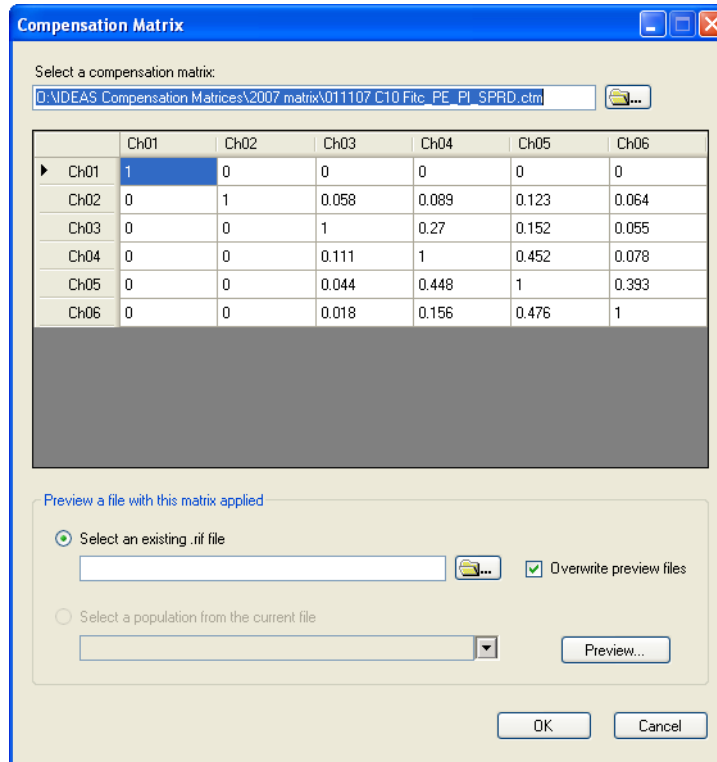 Compensation Matrix
Select a compensation matrix:
O:\IDEAS Compensation Matrices\2007 matrix\011107 C10 Fitc_PE_PI_SPRD.ctm
...
Ch01 Ch02 Ch03 Ch04 Ch05 Ch06
Ch01 1 0 0 0 0 0
Ch02 0 1 0.058 0.089 0.123 0.064
Ch03 0 0 1 0.27 0.152 0.055
Ch04 0 0 0.111 1 0.452 0.078
Ch05 0 0 0.044 0.448 1 0.393
Ch06 0 0 0.018 0.156 0.476 1
Preview a file with this matrix applied
Select an existing .rif file
... Overwrite preview files
Select a population from the current file
Preview...
OK Cancel